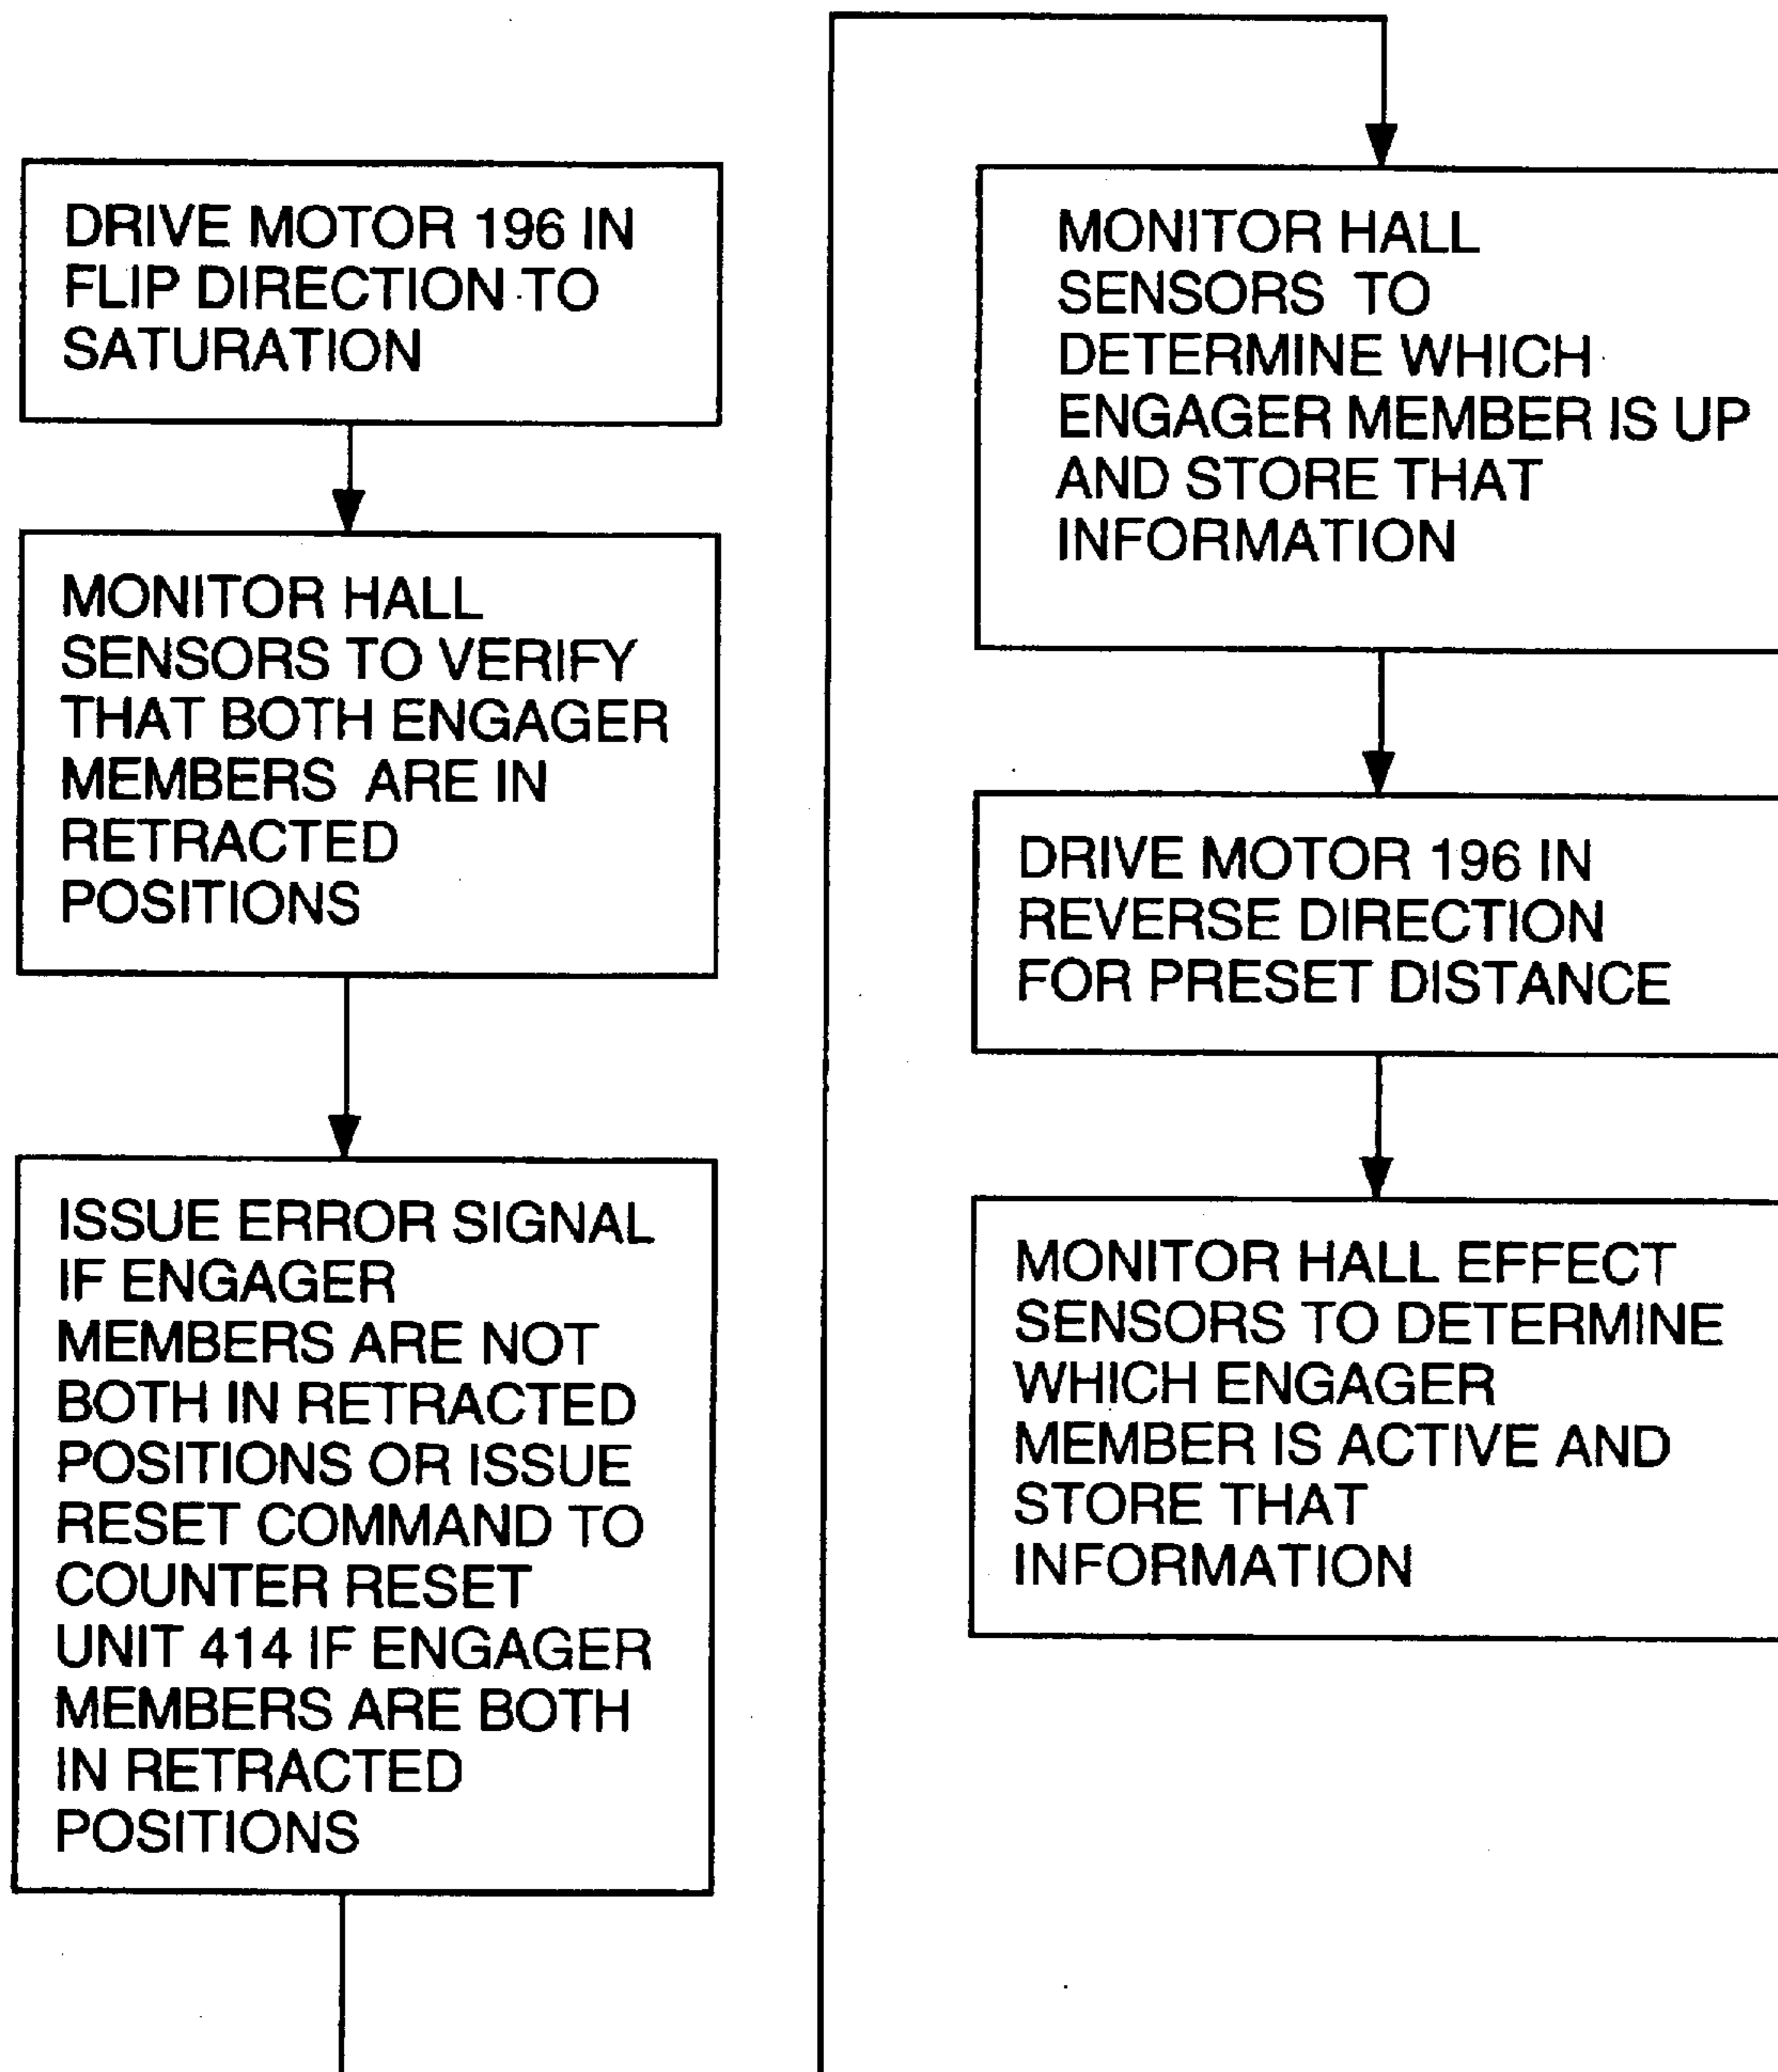 DRIVE MOTOR 196 IN
FLIP DIRECTION TO
SATURATION
MONITOR HALL
SENSORS TO VERIFY
THAT BOTH ENGAGER
MEMBERS ARE IN
RETRACTED
POSITIONS
ISSUE ERROR SIGNAL
IF ENGAGER
MEMBERS ARE NOT
BOTH IN RETRACTED
POSITIONS OR ISSUE
RESET COMMAND TO
COUNTER RESET
UNIT 414 IF ENGAGER
MEMBERS ARE BOTH
IN RETRACTED
POSITIONS
MONITOR HALL
SENSORS TO
DETERMINE WHICH
ENGAGER MEMBER IS UP
AND STORE THAT
INFORMATION
DRIVE MOTOR 196 IN
REVERSE DIRECTION
FOR PRESET DISTANCE
MONITOR HALL EFFECT
SENSORS TO DETERMINE
WHICH ENGAGER
MEMBER IS ACTIVE AND
STORE THAT
INFORMATION